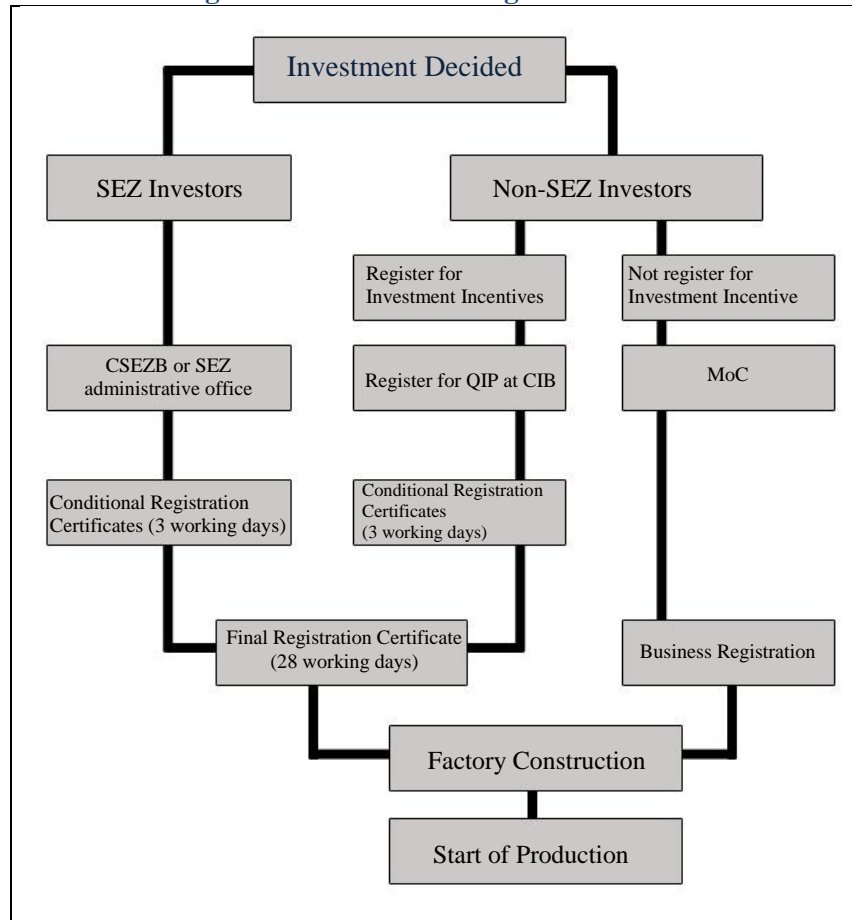 Investment Decided
SEZ Investors
Non-SEZ Investors
Register for
Investment Incentives
Not register for
Investment Incentive
CSEZB or SEZ
administrative office
Register for QIP at CIB
MoC
Conditional Registration
Certificates (3 working days)
Conditional Registration
Certificates
(3 working days)
Final Registration Certificate
(28 working days)
Business Registration
Factory Construction
Start of Production